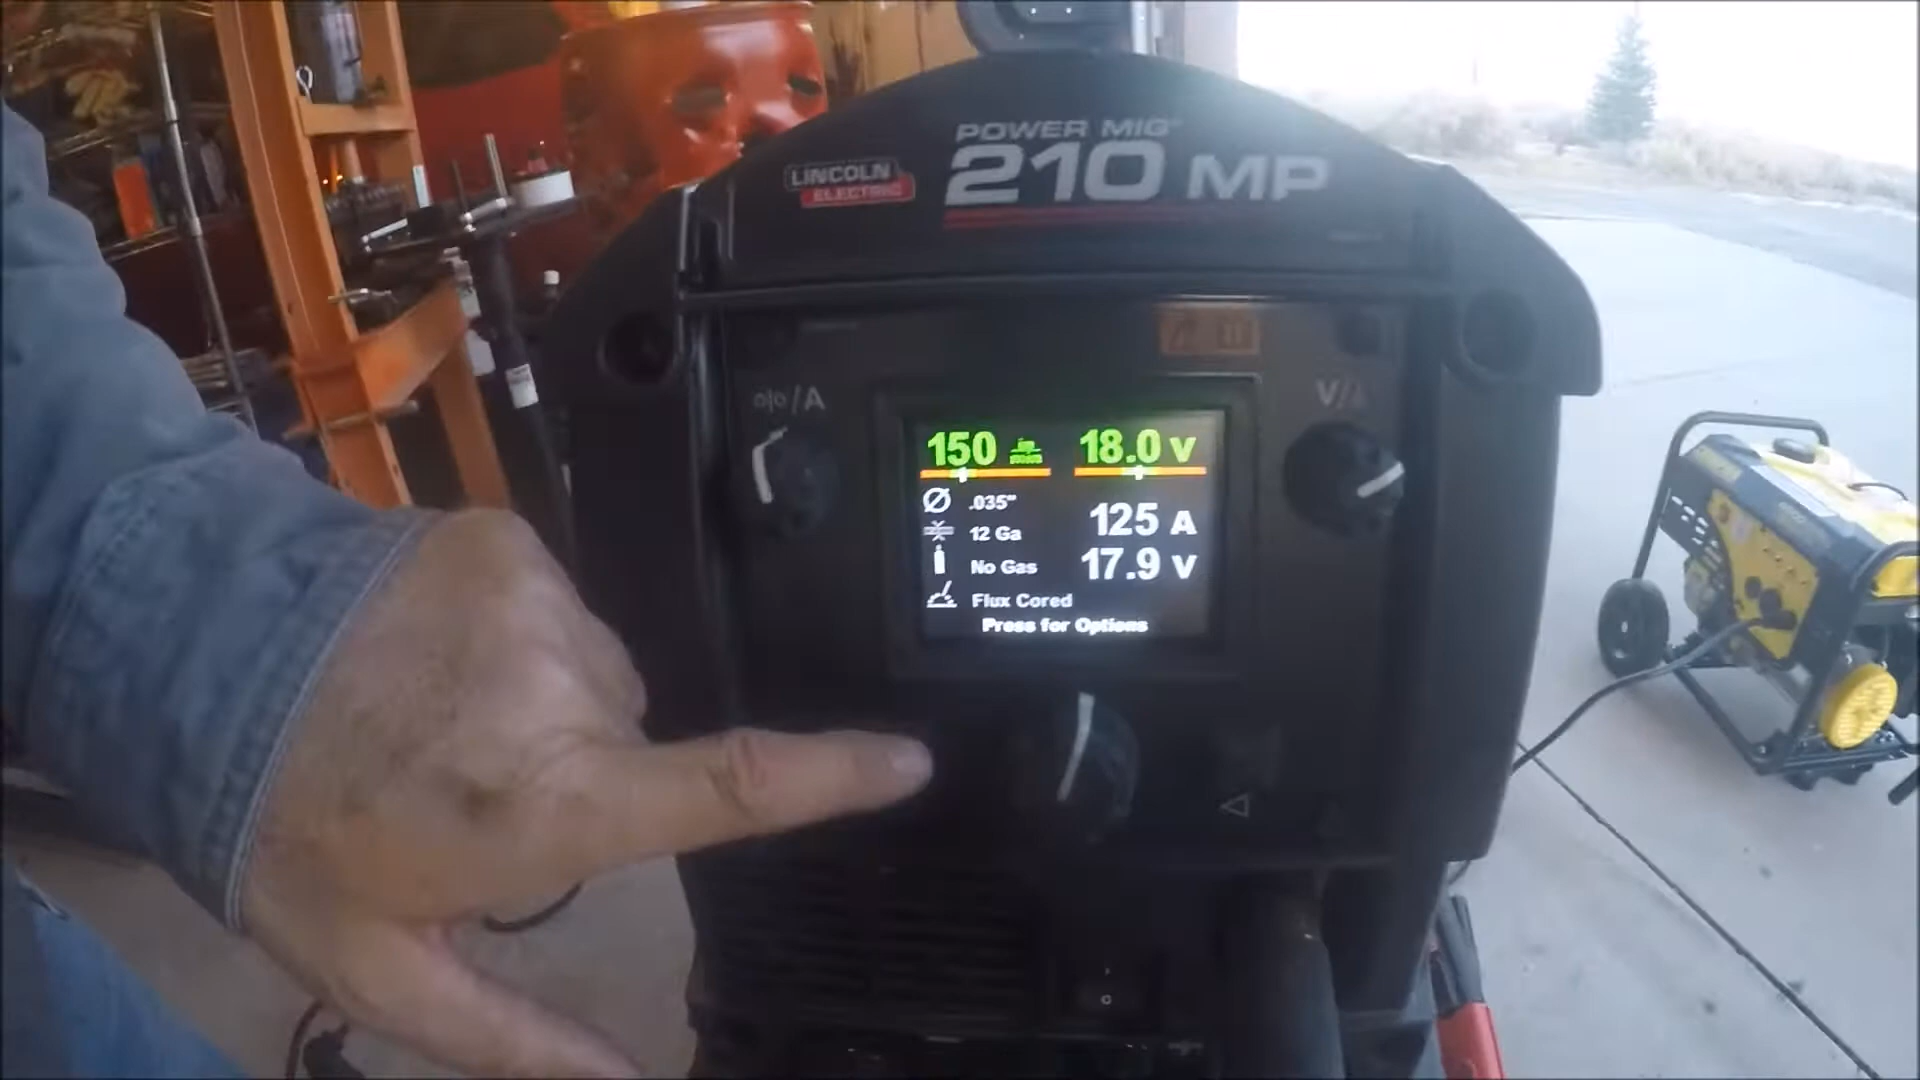 POWER MIG
LINCOLN
ELECTRIC
210 MP
/A
V/
150
18.0 V
.035"
12 Ga
125 A
No Gas
17.9 V
Flux Cored
Press for Options